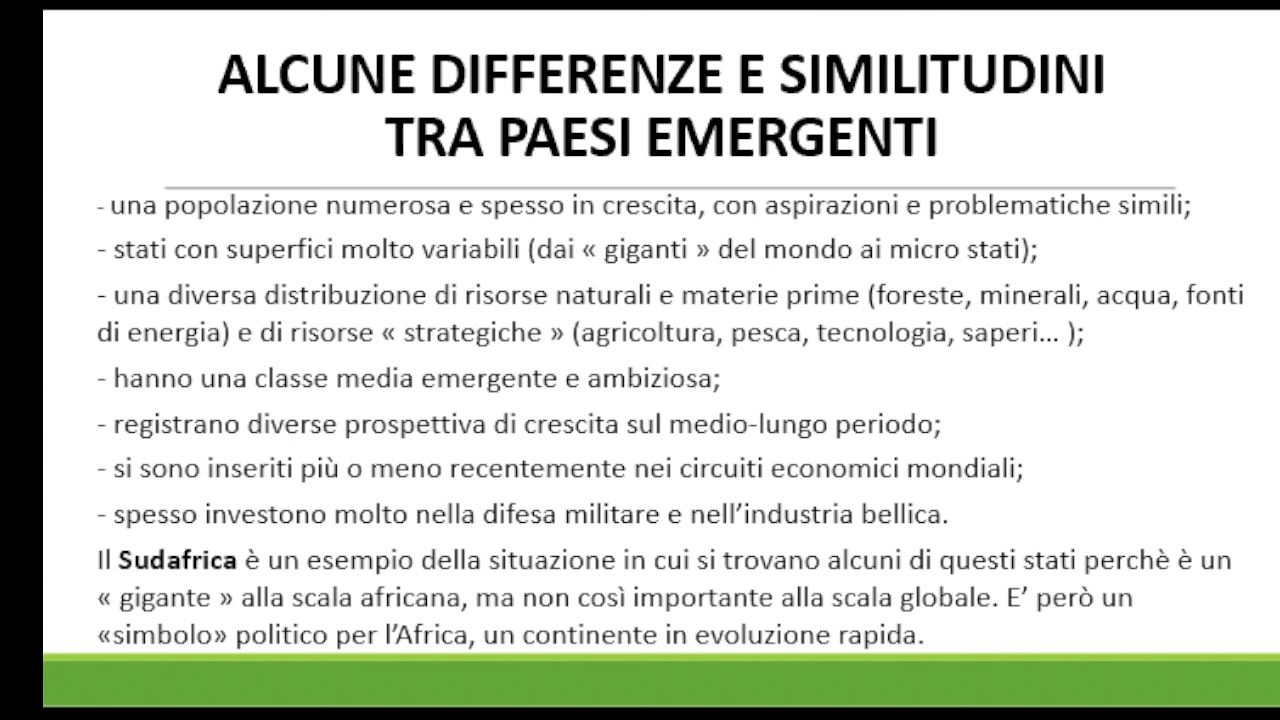 ALCUNE DIFFERENZE E SIMILITUDINI
TRA PAESI EMERGENTI
- una popolazione numerosa e spesso in crescita, con aspirazioni e problematiche simili;
- stati con superfici molto variabili (dai « giganti » del mondo ai micro stati);
- una diversa distribuzione di risorse naturali e materie prime (foreste, minerali, acqua, fonti
di energia) e di risorse « strategiche » (agricoltura, pesca, tecnologia, saperi... );
- hanno una classe media emergente e ambiziosa;
- registrano diverse prospettiva di crescita sul medio-lungo periodo;
- si sono inseriti più o meno recentemente nei circuiti economici mondiali;
- spesso investono molto nella difesa militare e nell’industria bellica.
Il Sudafrica è un esempio della situazione in cui si trovano alcuni di questi stati perchè è un
« gigante » alla scala africana, ma non così importante alla scala globale. E’ però un
«simbolo» politico per l’Africa, un continente in evoluzione rapida.